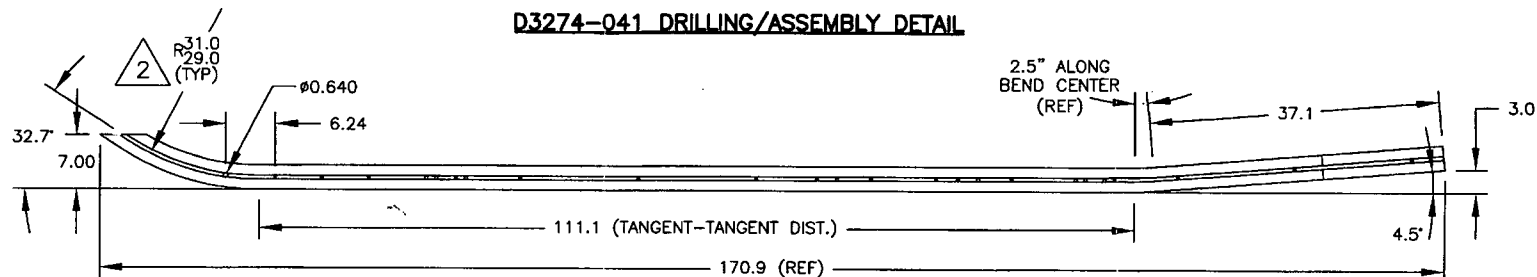 D3274-041 DRILLING/ASSEMBLY DETAIL
2
R31.0
29.0
(TYP)
ø0.640
6.24
2.5" ALONG
BEND CENTER
(REF)
37.1
3.0
32.7°
7.00
111.1 (TANGENT-TANGENT DIST.)
4.5°
170.9 (REF)